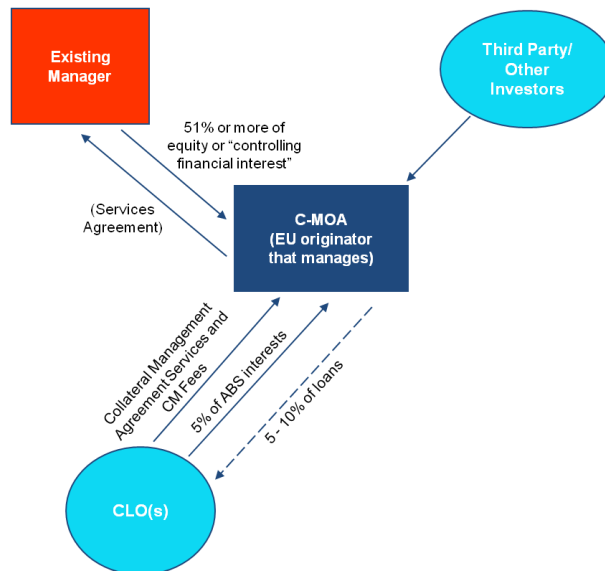 Existing
Manager
Third Party/
Other
Investors
51% or more of
equity or “controlling
financial interest”
(Services
Agreement)
C-MOA
(EU originator
that manages)
Collateral Management
Agreement Services and
CM Fees
5% of ABS interests
5 - 10% of loans
CLO(s)